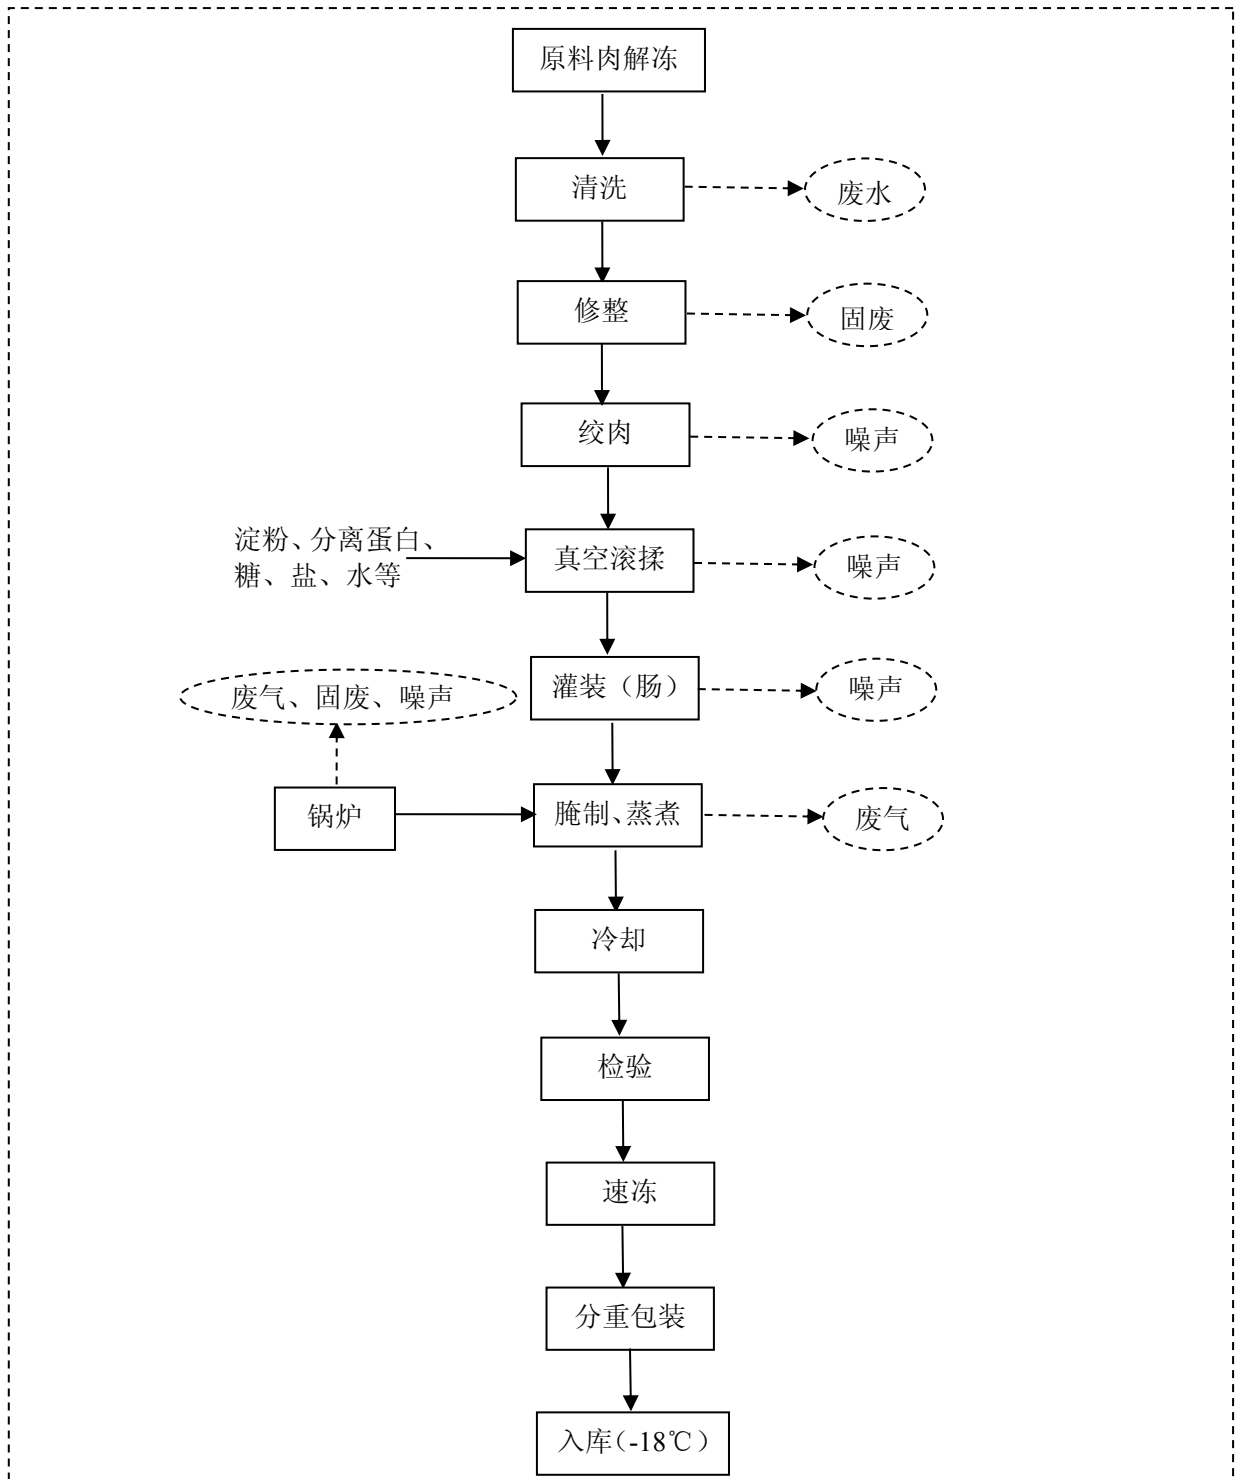 原料肉解冻
清洗
废水
修整
固废
绞肉
噪声
淀粉、分离蛋白、
糖、盐、水等
真空滚揉
噪声
灌装（肠）
噪声
废气、固废、噪声
锅炉
腌制、蒸煮
废气
冷却
检验
速冻
分重包装
入库（-18℃）